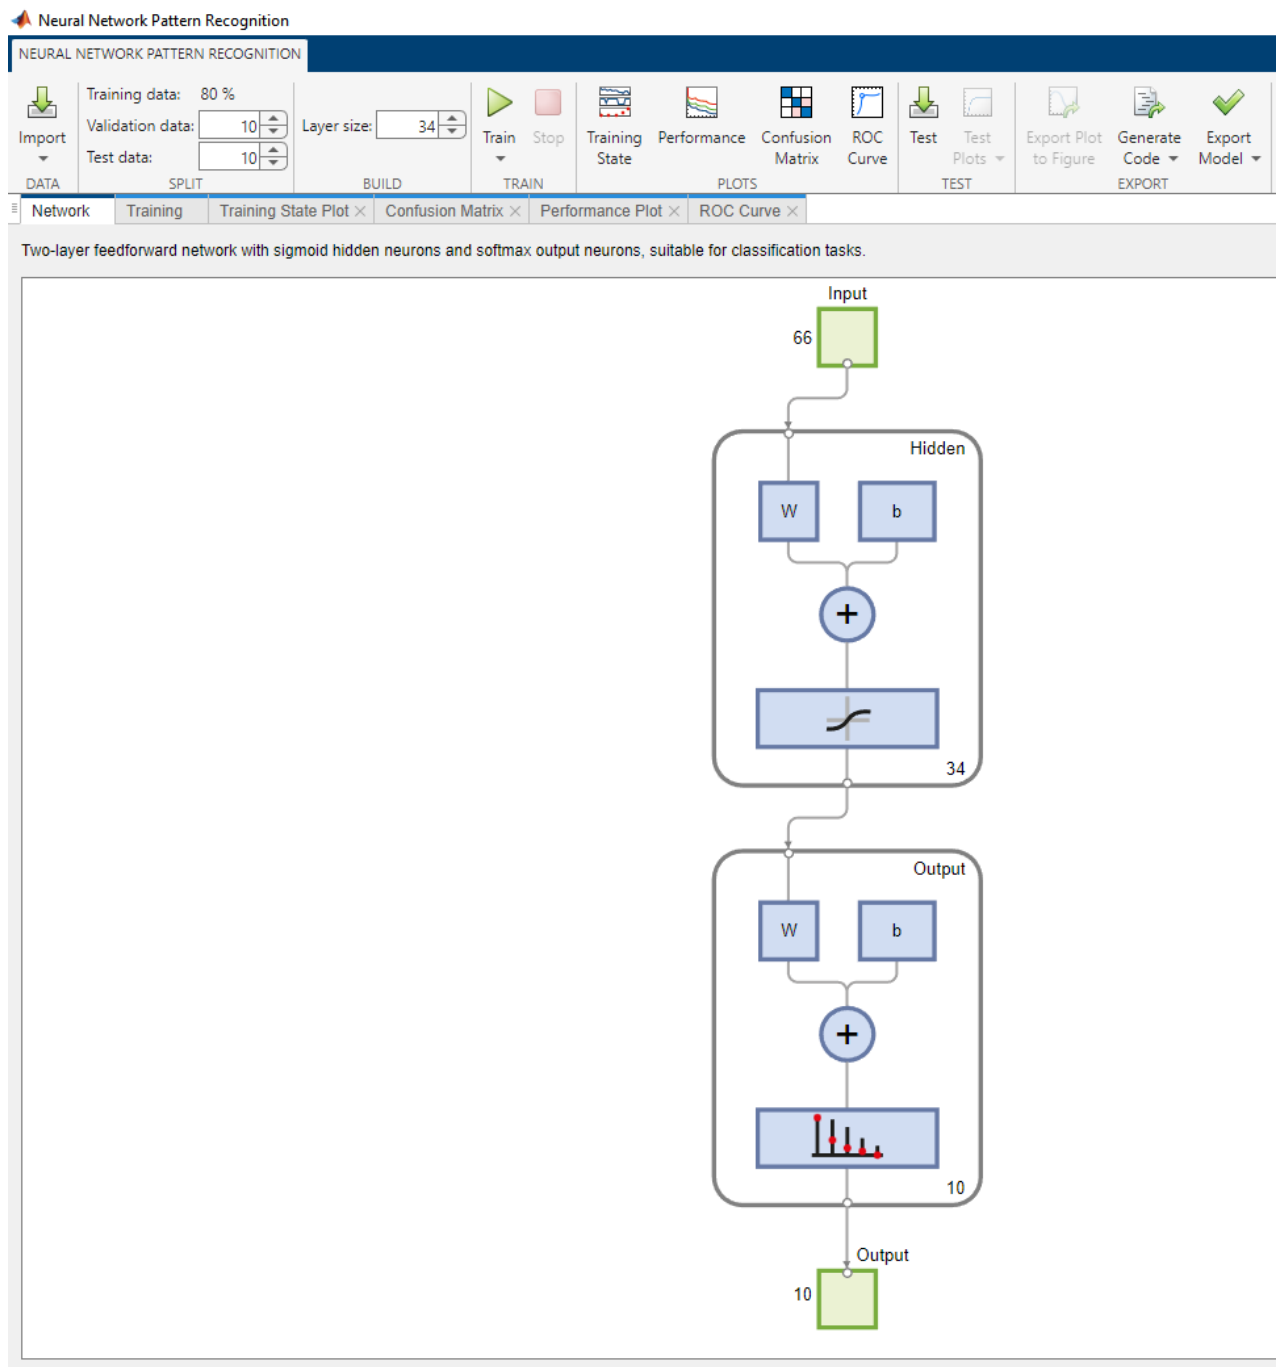 Neural Network Pattern Recognition
NEURAL NETWORK PATTERN RECOGNITION
Import
DATA
Training data: 80 %
Validation data: 10
Test data: 10
SPLIT
Layer size: 34
BUILD
Train
Stop
TRAIN
Training
State
Performance
Confusion
Matrix
ROC
Curve
PLOTS
Test
Test
Plots
TEST
Export Plot
to Figure
Generate
Code
Export
Model
EXPORT
Network
Training
Training State Plot
Confusion Matrix
Performance Plot
ROC Curve
Two-layer feedforward network with sigmoid hidden neurons and softmax output neurons, suitable for classification tasks.
Input
66
Hidden
W
b
+
34
Output
W
b
+
10
Output
10